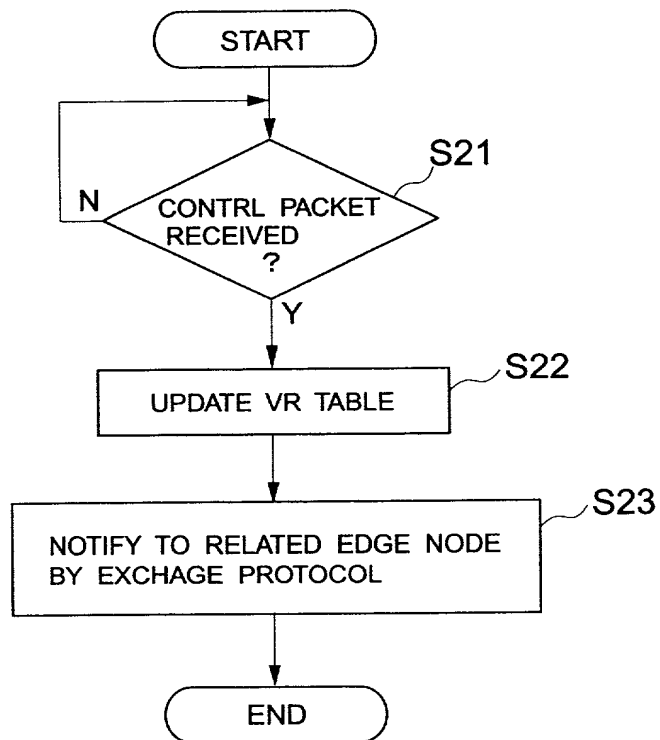 START
S21
N
CONTRL PACKET
RECEIVED
?
Y
S22
UPDATE VR TABLE
S23
NOTIFY TO RELATED EDGE NODE
BY EXCHAGE PROTOCOL
END